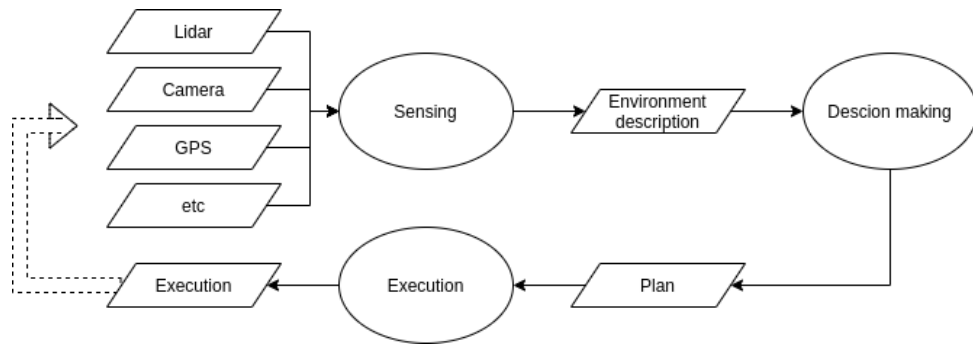 Lidar
Camera
GPS
etc
Sensing
Environment
description
Descion making
Execution
Execution
Plan